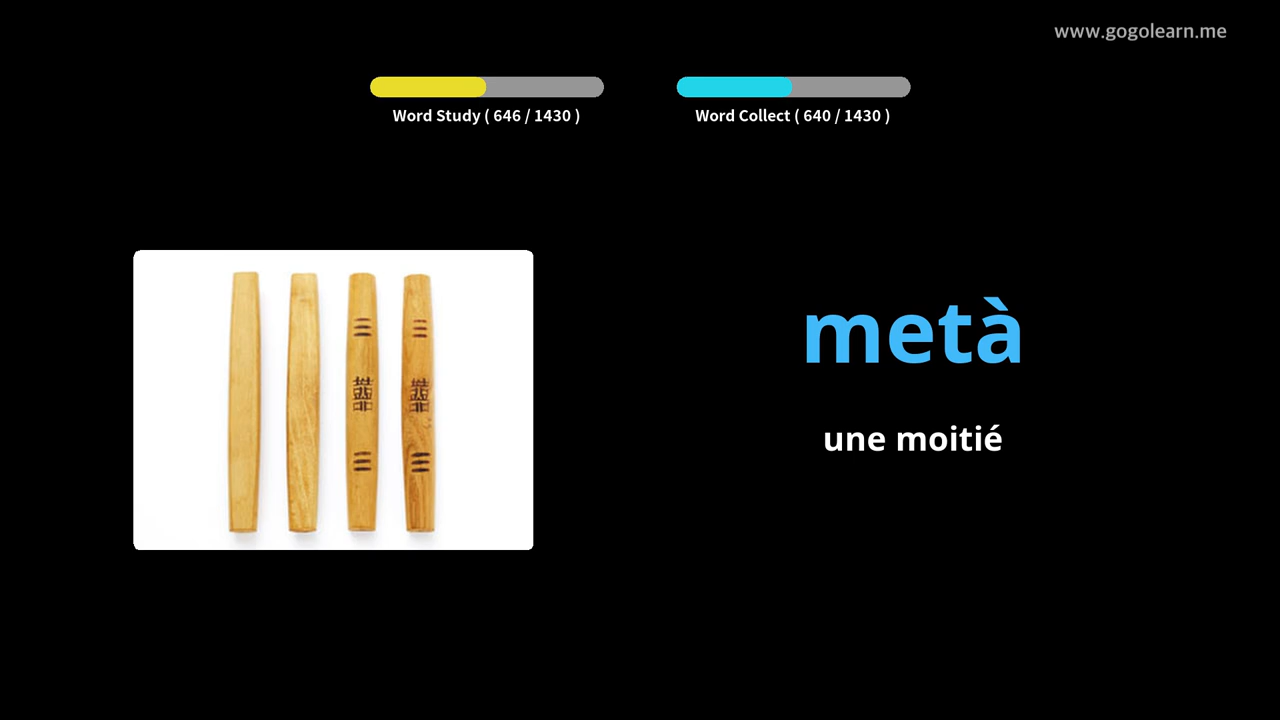 www.gogolearn.me
Word Study ( 646 / 1430 )
Word Collect ( 640 / 1430 )
metà
une moitié